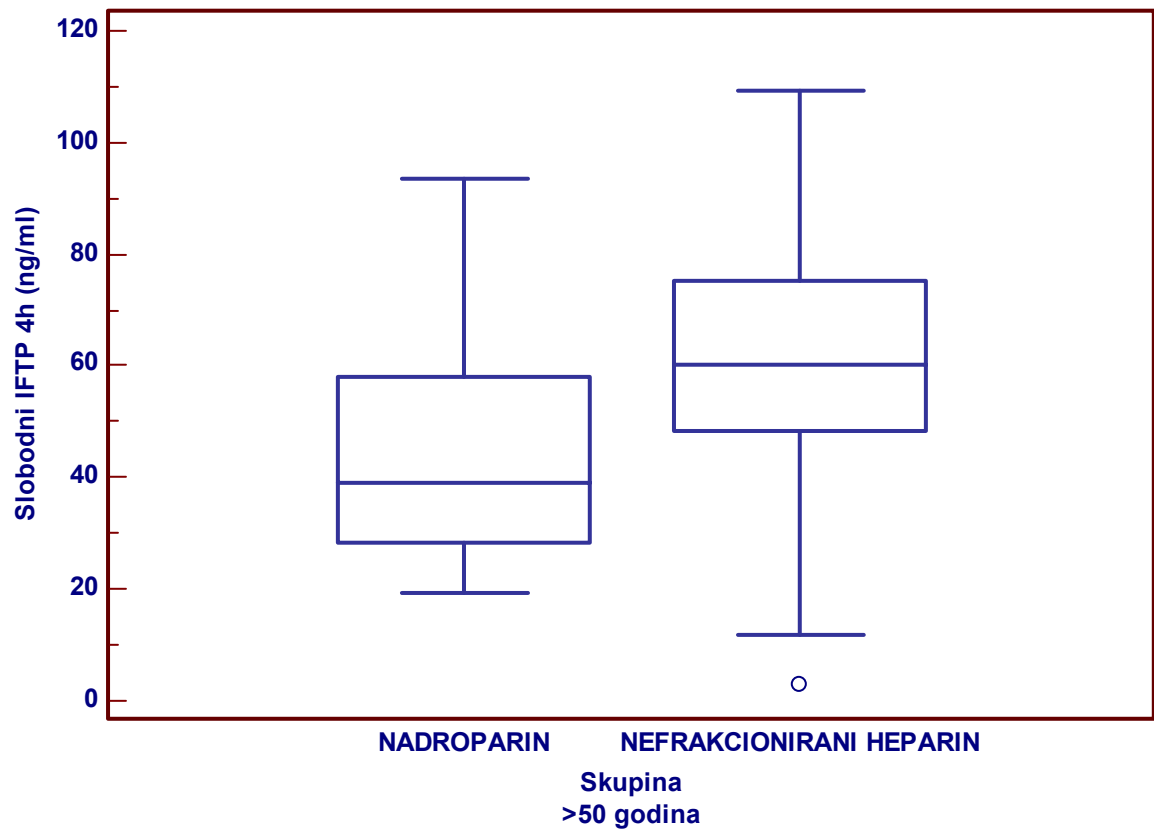 Slobodni IFTP 4h (ng/ml)
120
100
80
60
40
20
0
NADROPARIN NEFRAKCIONIRANI HEPARIN
Skupina
>50 godina